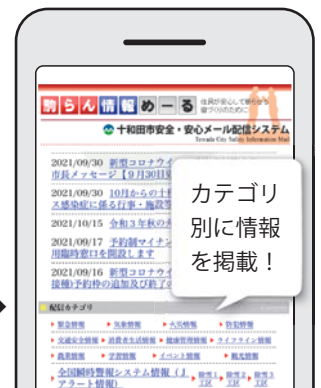 駒らん情報めーる
住民が安心して暮らせる
街づくりのために
十和田市安全・安心メール配信システム
Towada City Safety Information Mail
2021/09/30 新型コロナウイ
市長メッセージ【9月30日
2021/09/30 10月からの十
ス感染症に係る行事・施設
2021/10/15 令和3年秋の
2021/09/17 予約制マイナン
用臨時窓口を開設します
2021/09/16 新型コロナウ
接種)予約枠の追加及び終了
カテゴリ
別に情報
を掲載！
配信カテゴリ
緊急情報 気象情報 火災情報 防犯情報
交通安全情報 消費者生活情報 健康管理情報 ライフライン情報
農業情報 子育情報 イベント情報 観光情報
全国瞬時警報システム情報（J
アラート情報）